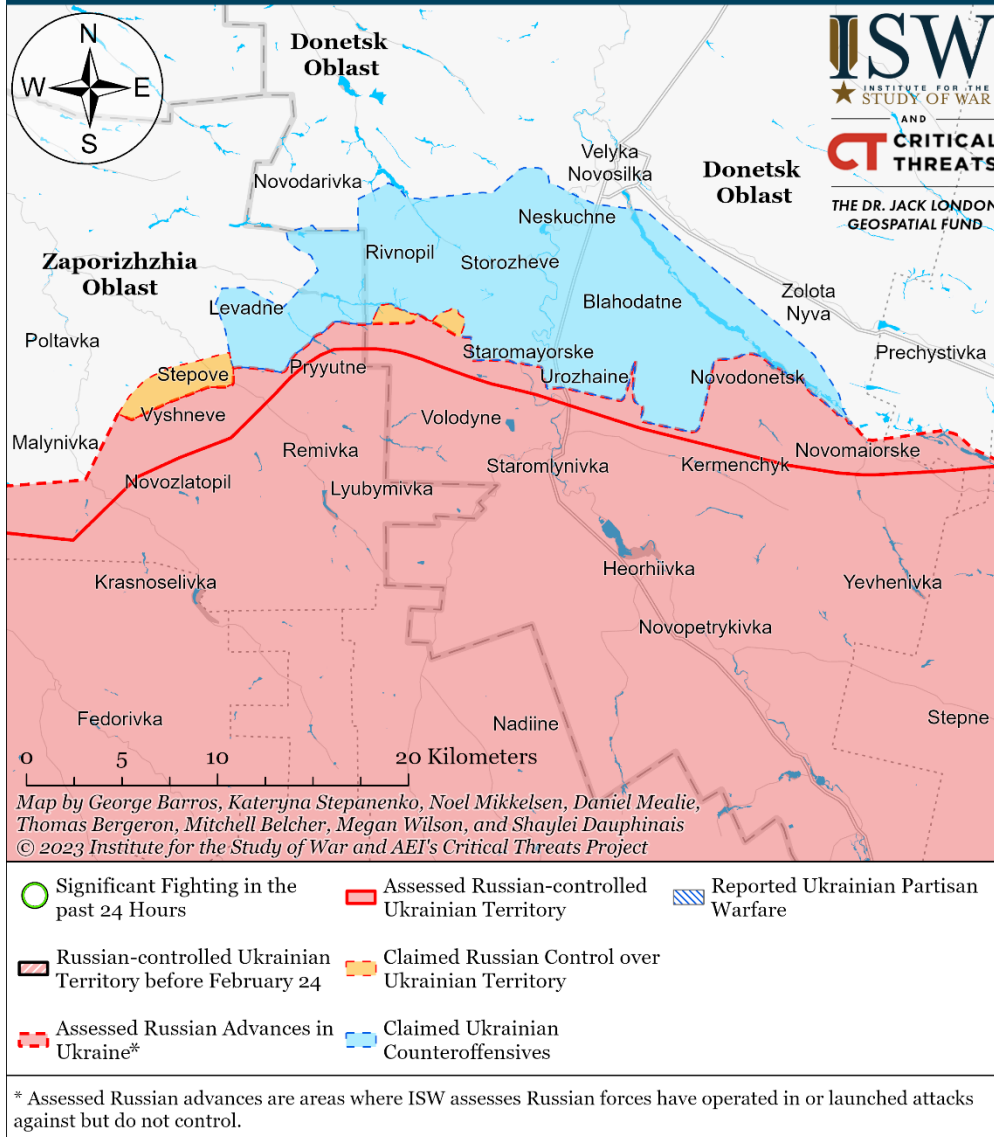 N
W E
S
Donetsk
Oblast
ISW
INSTITUTE FOR THE
STUDY OF WAR
AND
CT CRITICAL
THREATS
THE DR. JACK LONDON
GEOSPATIAL FUND
Velyka
Novosilka
Donetsk
Oblast
Novodarivka
Neskuchne
Rivnopil
Storozheve
Zaporizhzhia
Oblast
Levadne
Blahodatne
Zolota
Nyva
Poltavka
Prechystivka
Staromayorske
Pryyutne
Stepove
Urozhaine
Novodonetsk
Vyshneve
Volodyne
Malynivka
Remivka
Novomaiorske
Staromlynivka
Kermenchyk
Novozlatopil
Lyubymivka
Krasnoselivka
Heorhiivka
Yevhenivka
Novopetrykivka
Fedorivka
Nadiine
Stepne
0 5 10 20 Kilometers
Map by George Barros, Kateryna Stepanenko, Noel Mikkelsen, Daniel Mealie,
Thomas Bergeron, Mitchell Belcher, Megan Wilson, and Shaylei Dauphinais
© 2023 Institute for the Study of War and AEI's Critical Threats Project
Significant Fighting in the
past 24 Hours
Assessed Russian-controlled
Ukrainian Territory
Reported Ukrainian Partisan
Warfare
Russian-controlled Ukrainian
Territory before February 24
Claimed Russian Control over
Ukrainian Territory
Assessed Russian Advances in
Ukraine*
Claimed Ukrainian
Counteroffensives
* Assessed Russian advances are areas where ISW assesses Russian forces have operated in or launched attacks
against but do not control.